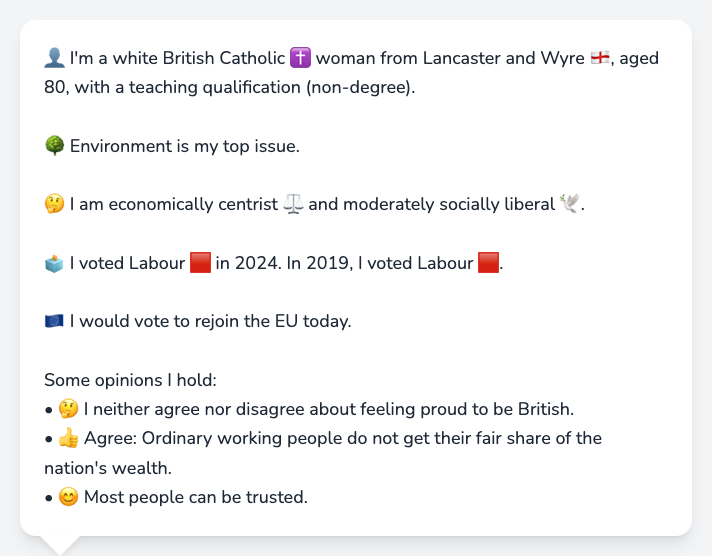 👤 I'm a white British Catholic ✝️ woman from Lancaster and Wyre 🏴󠁧󠁢󠁥󠁮󠁧󠁿, aged
80, with a teaching qualification (non-degree).
🌳 Environment is my top issue.
🤔 I am economically centrist ⚖️ and moderately socially liberal 🕊️.
🗳️ I voted Labour 🟥 in 2024. In 2019, I voted Labour 🟥.
🇪🇺 I would vote to rejoin the EU today.
Some opinions I hold:
• 🤔 I neither agree nor disagree about feeling proud to be British.
• 👍 Agree: Ordinary working people do not get their fair share of the
nation's wealth.
• 😊 Most people can be trusted.